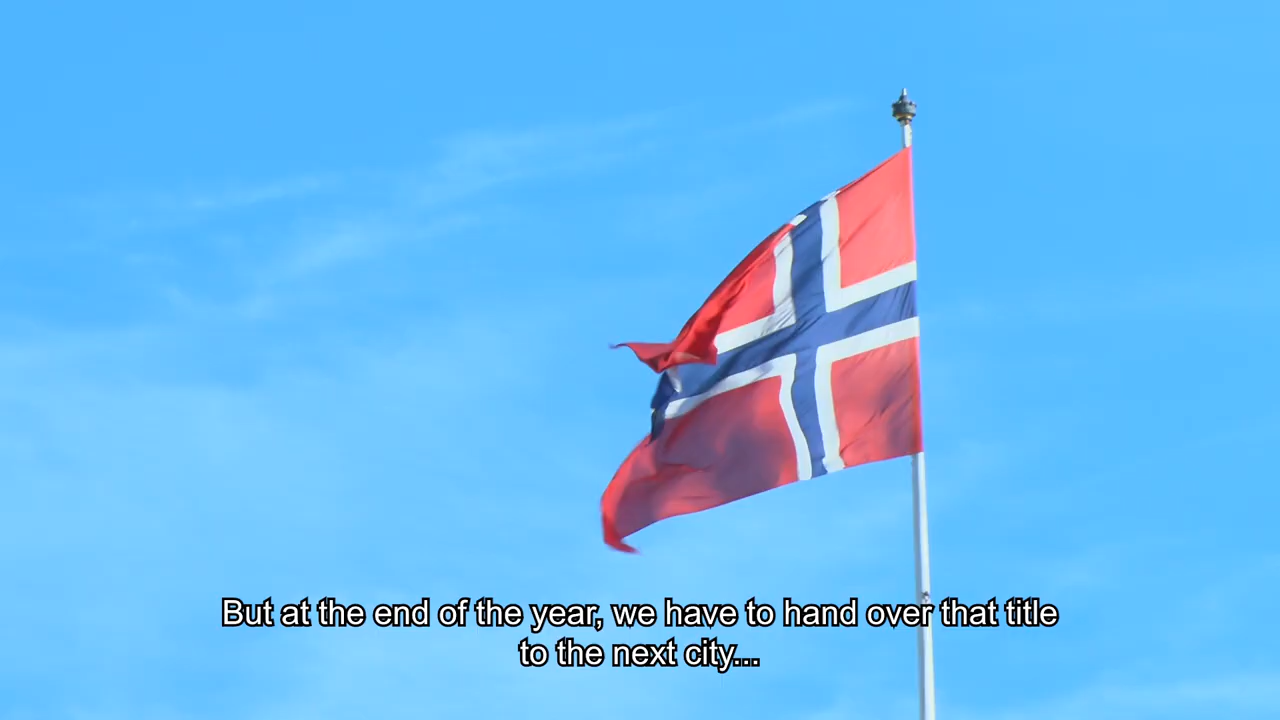 But at the end of the year, we have to hand over that title
to the next city...